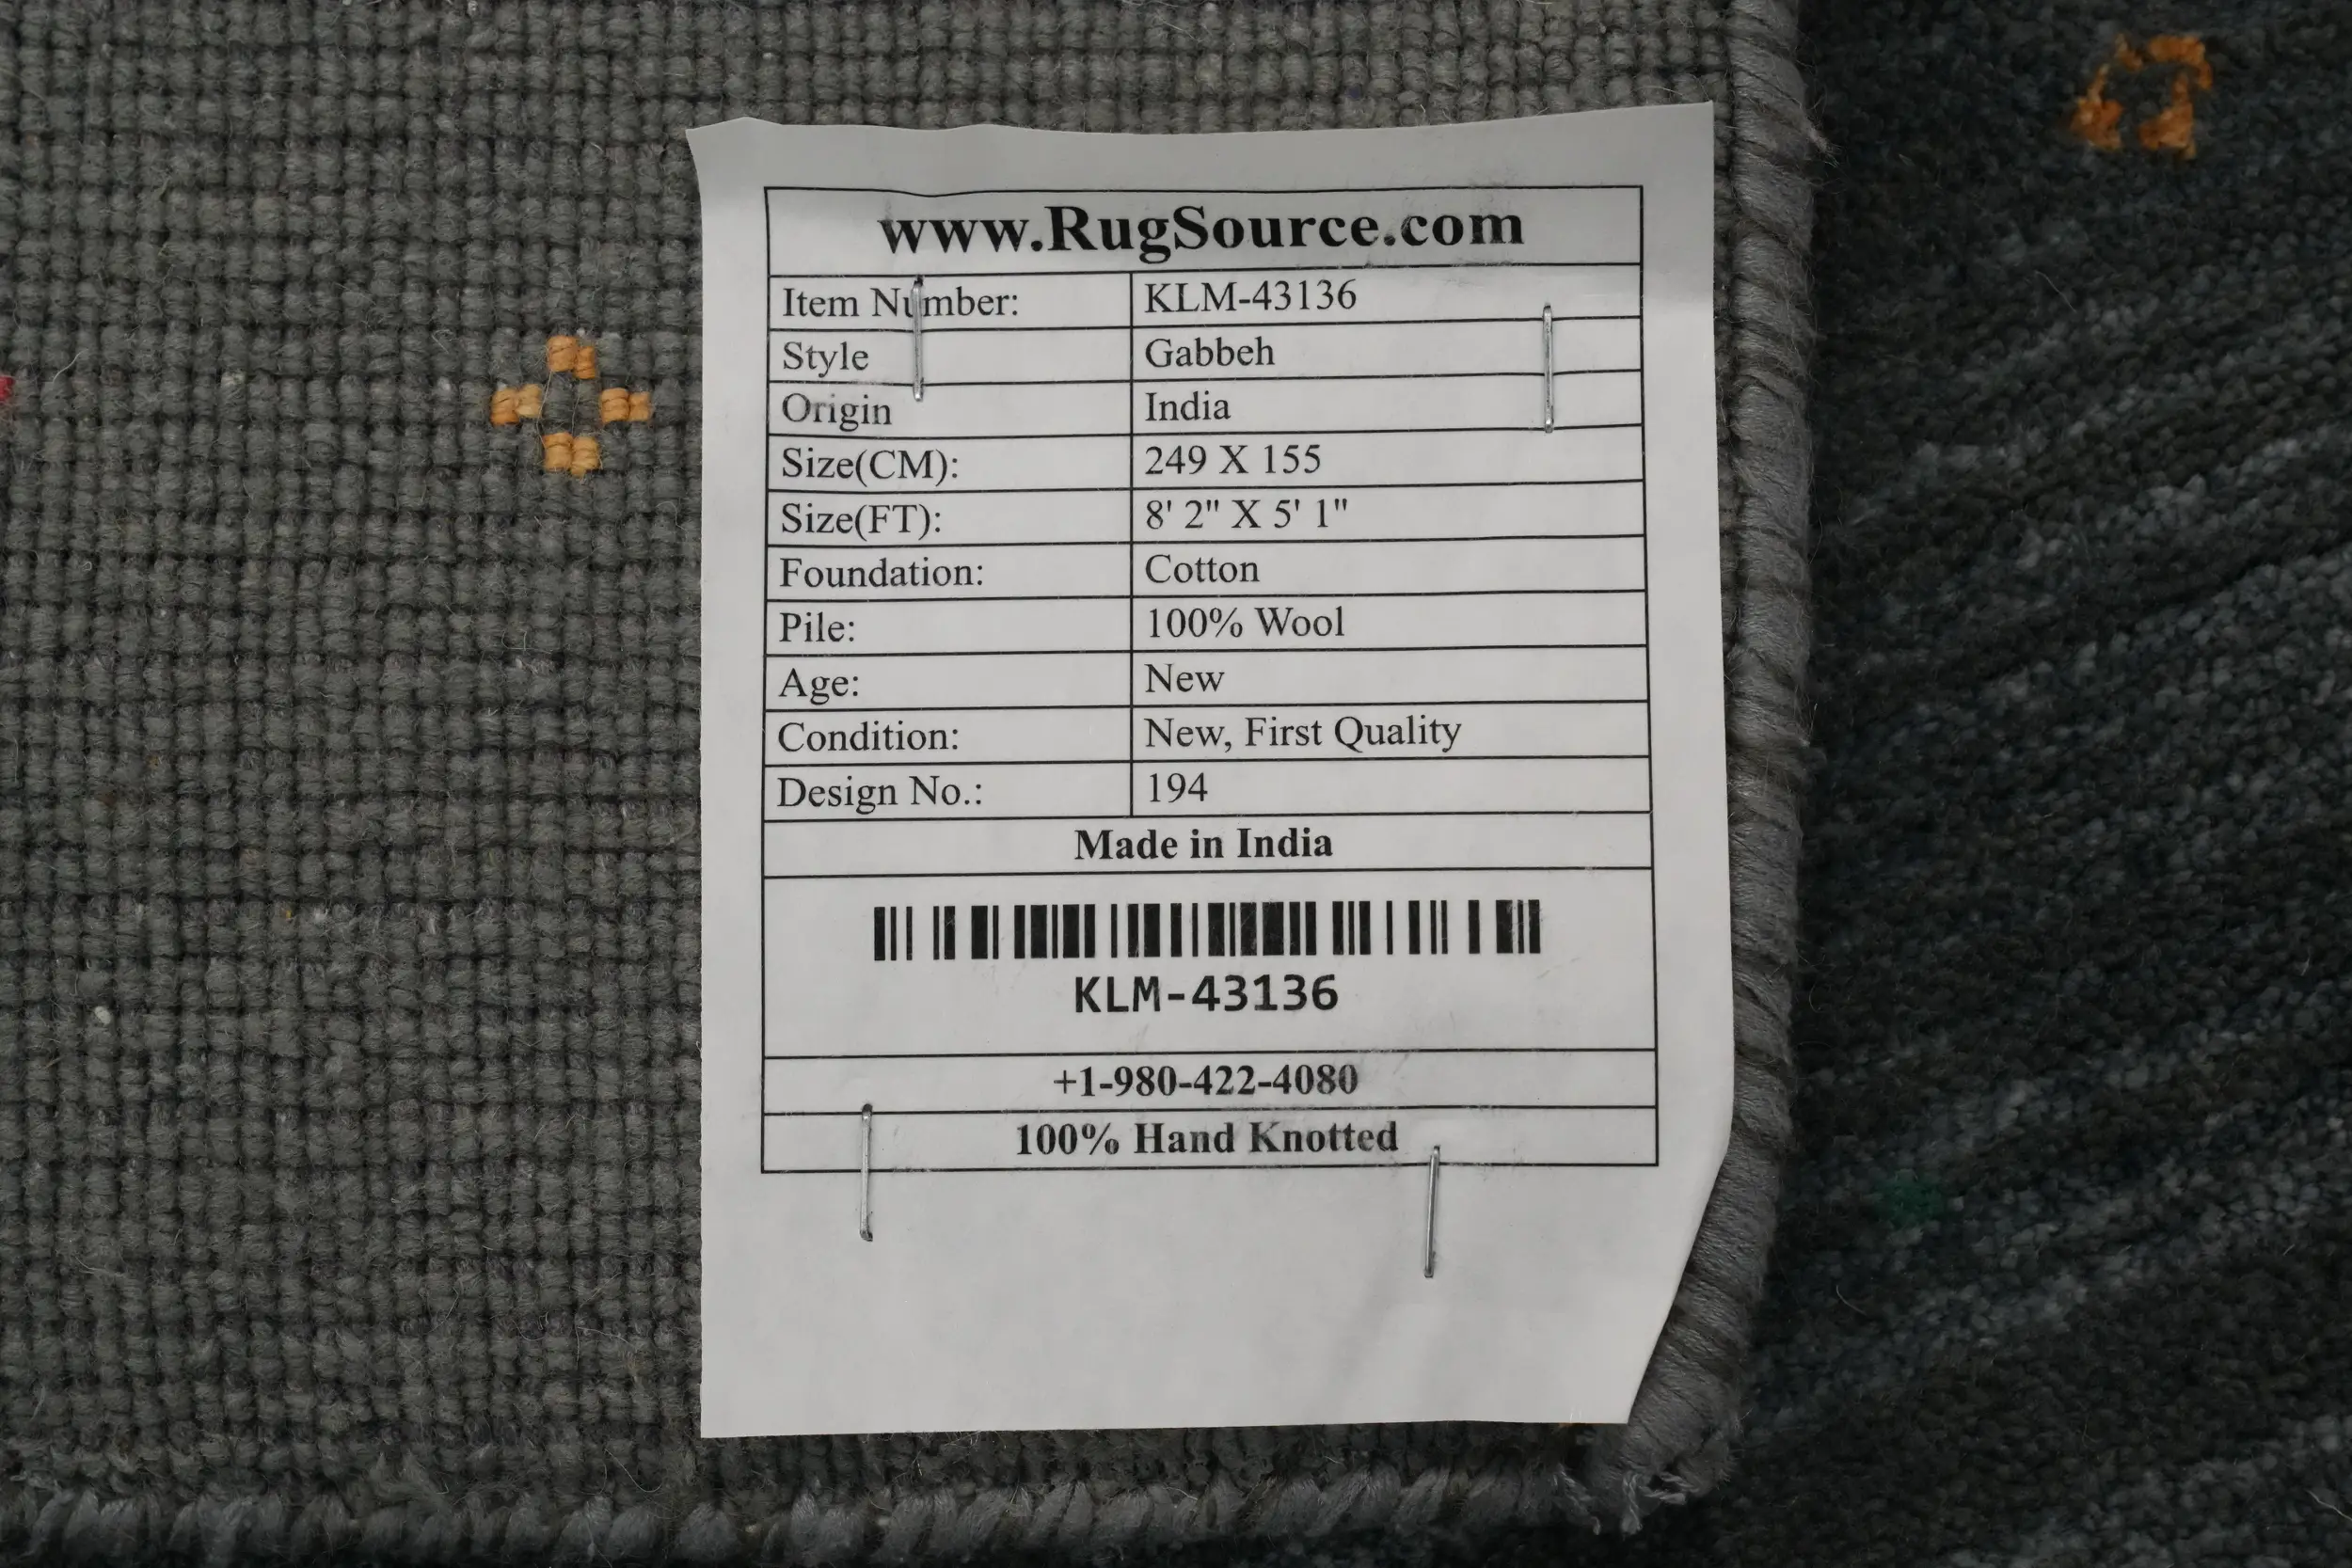 www.RugSource.com
Item Number: KLM-43136
Style Gabbeh
Origin India
Size(CM): 249 X 155
Size(FT): 8' 2" X 5' 1"
Foundation: Cotton
Pile: 100% Wool
Age: New
Condition: New, First Quality
Design No.: 194
Made in India
KLM-43136
+1-980-422-4080
100% Hand Knotted